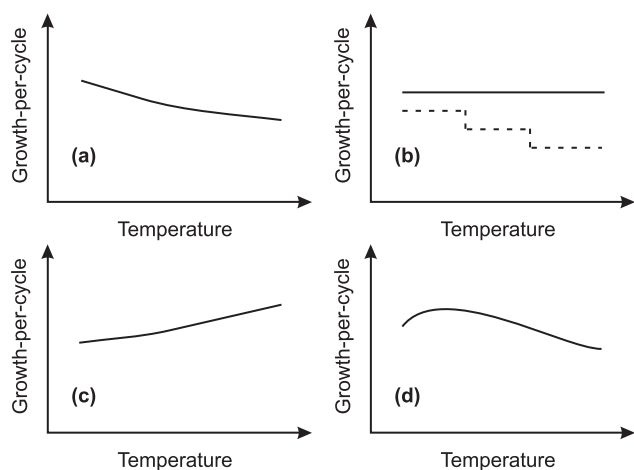 Growth-per-cycle
(a)
Temperature
Growth-per-cycle
(b)
Temperature
Growth-per-cycle
(c)
Temperature
Growth-per-cycle
(d)
Temperature